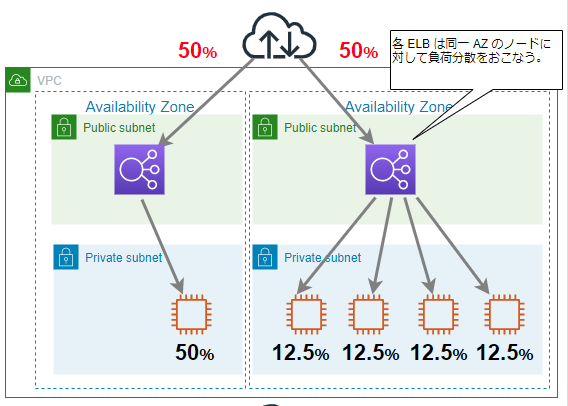 50%
50%
各 ELB は同一 AZ のノードに
対して負荷分散をおこなう。
VPC
Availability Zone
Availability Zone
Public subnet
Public subnet
Private subnet
Private subnet
50%
12.5%
12.5%
12.5%
12.5%